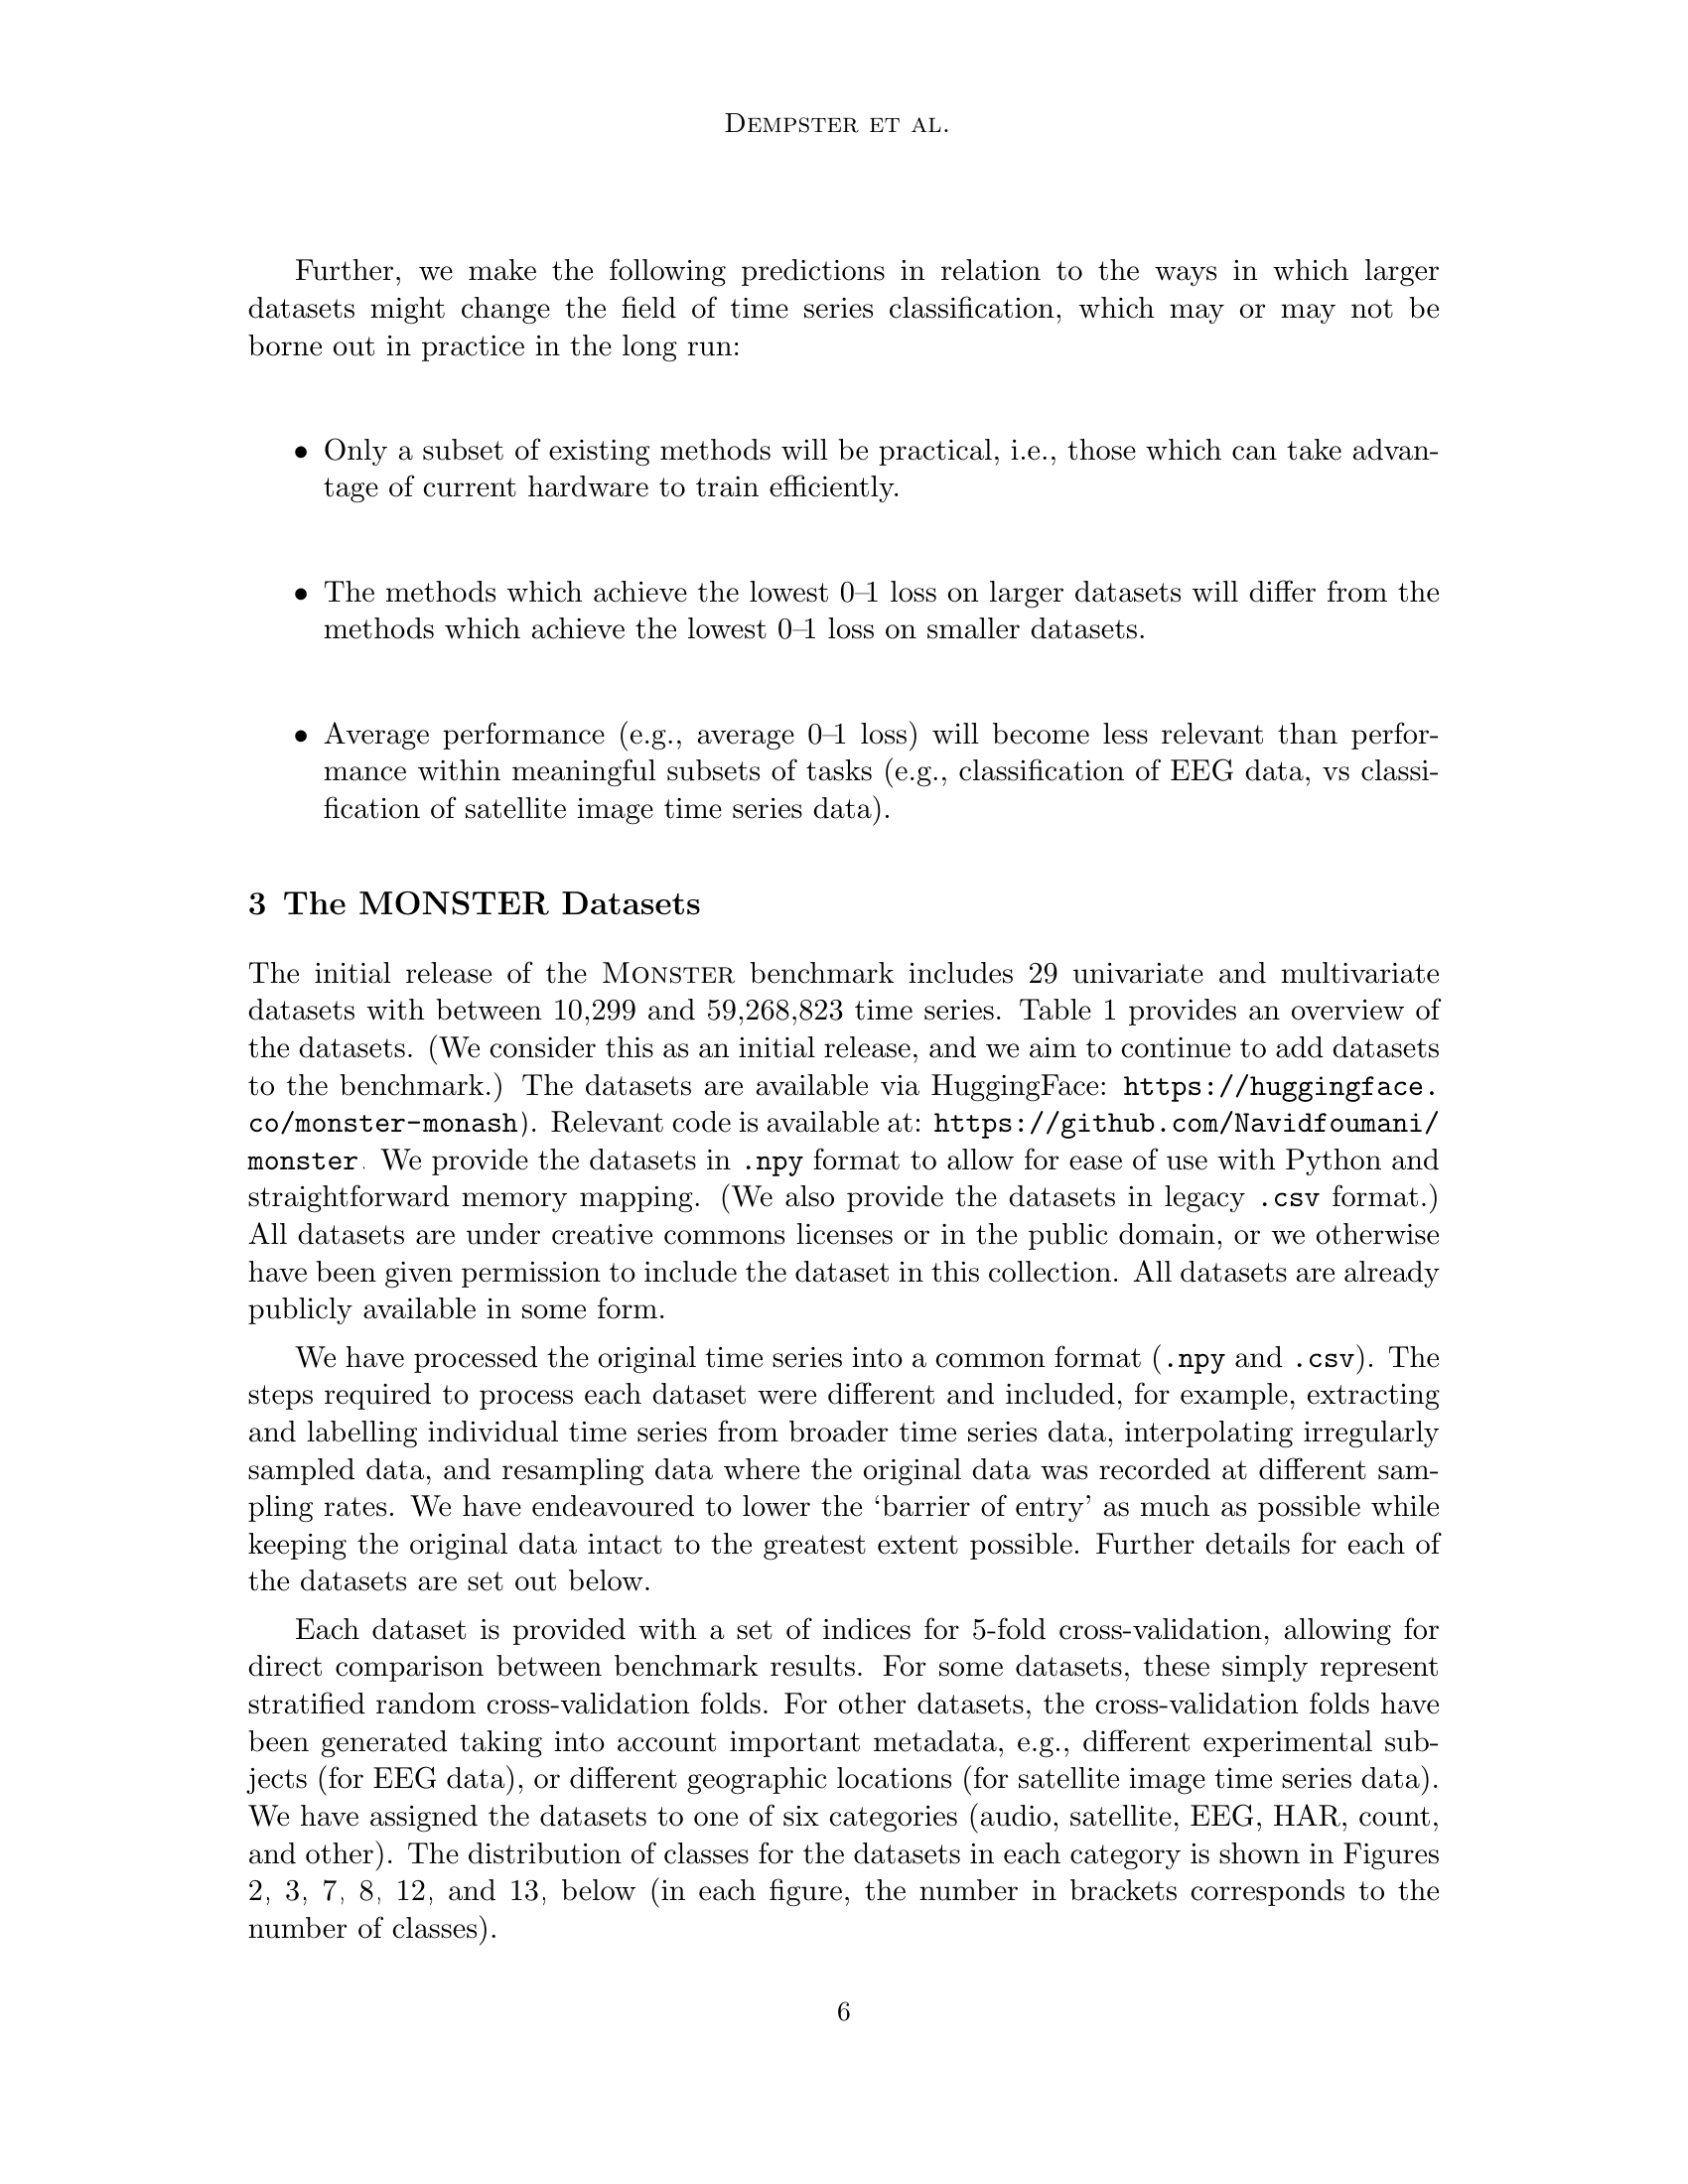 Dempster et al.
Further, we make the following predictions in relation to the ways in which larger
datasets might change the field of time series classification, which may or may not be
borne out in practice in the long run:
• Only a subset of existing methods will be practical, i.e., those which can take advan-
tage of current hardware to train efficiently.
• The methods which achieve the lowest 0–1 loss on larger datasets will differ from the
methods which achieve the lowest 0–1 loss on smaller datasets.
• Average performance (e.g., average 0–1 loss) will become less relevant than perfor-
mance within meaningful subsets of tasks (e.g., classification of EEG data, vs classi-
fication of satellite image time series data).
3 The MONSTER Datasets
The initial release of the Monster benchmark includes 29 univariate and multivariate
datasets with between 10,299 and 59,268,823 time series. Table 1 provides an overview of
the datasets. (We consider this as an initial release, and we aim to continue to add datasets
to the benchmark.) The datasets are available via HuggingFace: https://huggingface.
co/monster-monash). Relevant code is available at: https://github.com/Navidfoumani/
monster. We provide the datasets in .npy format to allow for ease of use with Python and
straightforward memory mapping. (We also provide the datasets in legacy .csv format.)
All datasets are under creative commons licenses or in the public domain, or we otherwise
have been given permission to include the dataset in this collection. All datasets are already
publicly available in some form.
We have processed the original time series into a common format (.npy and .csv). The
steps required to process each dataset were different and included, for example, extracting
and labelling individual time series from broader time series data, interpolating irregularly
sampled data, and resampling data where the original data was recorded at different sam-
pling rates. We have endeavoured to lower the ‘barrier of entry’ as much as possible while
keeping the original data intact to the greatest extent possible. Further details for each of
the datasets are set out below.
Each dataset is provided with a set of indices for 5-fold cross-validation, allowing for
direct comparison between benchmark results. For some datasets, these simply represent
stratified random cross-validation folds. For other datasets, the cross-validation folds have
been generated taking into account important metadata, e.g., different experimental sub-
jects (for EEG data), or different geographic locations (for satellite image time series data).
We have assigned the datasets to one of six categories (audio, satellite, EEG, HAR, count,
and other). The distribution of classes for the datasets in each category is shown in Figures
2, 3, 7, 8, 12, and 13, below (in each figure, the number in brackets corresponds to the
number of classes).
6